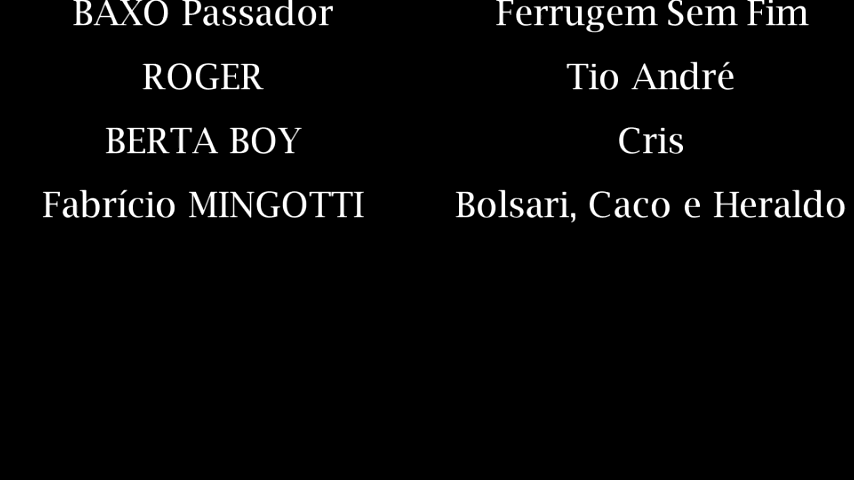 BAXO Passador Ferrugem Sem Fim
ROGER Tio André
BERTA BOY Cris
Fabrício MINGOTTI Bolsari, Caco e Heraldo